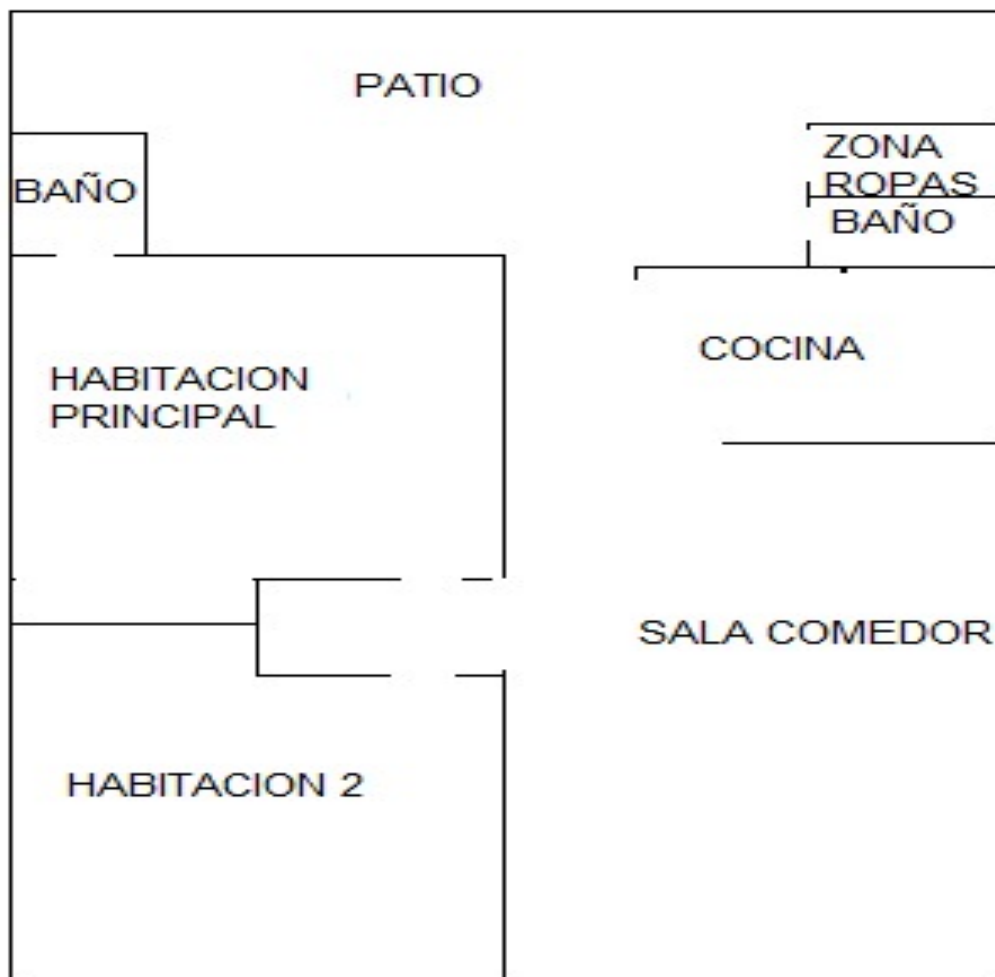 PATIO
ZONA
ROPAS
BAÑO
BAÑO
COCINA
HABITACION
PRINCIPAL
SALA COMEDOR
HABITACION 2